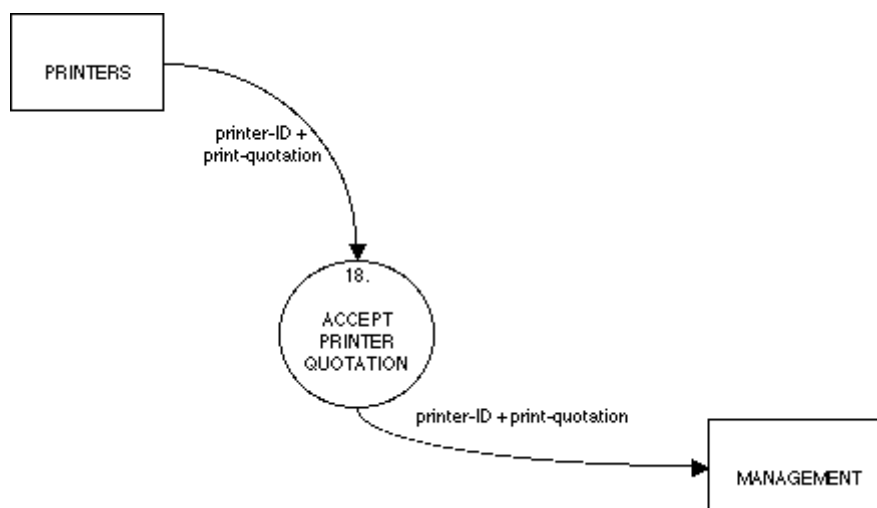 PRINTERS
printer-ID +
print-quotation
18.
ACCEPT
PRINTER
QUOTATION
printer-ID + print-quotation
MANAGEMENT